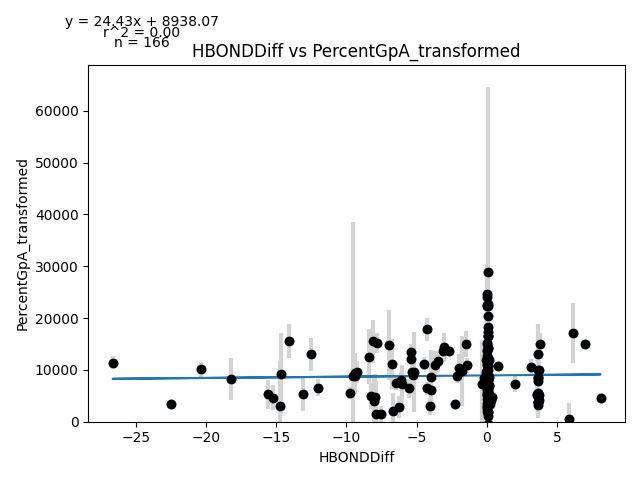 y = 24.43x + 8938.07
r^2 = 0.00
n = 166
HBONDDiff vs PercentGpA_transformed
PercentGpA_transformed
60000
50000
40000
30000
20000
10000
0
−25
−20
−15
−10
−5
0
5
HBONDDiff